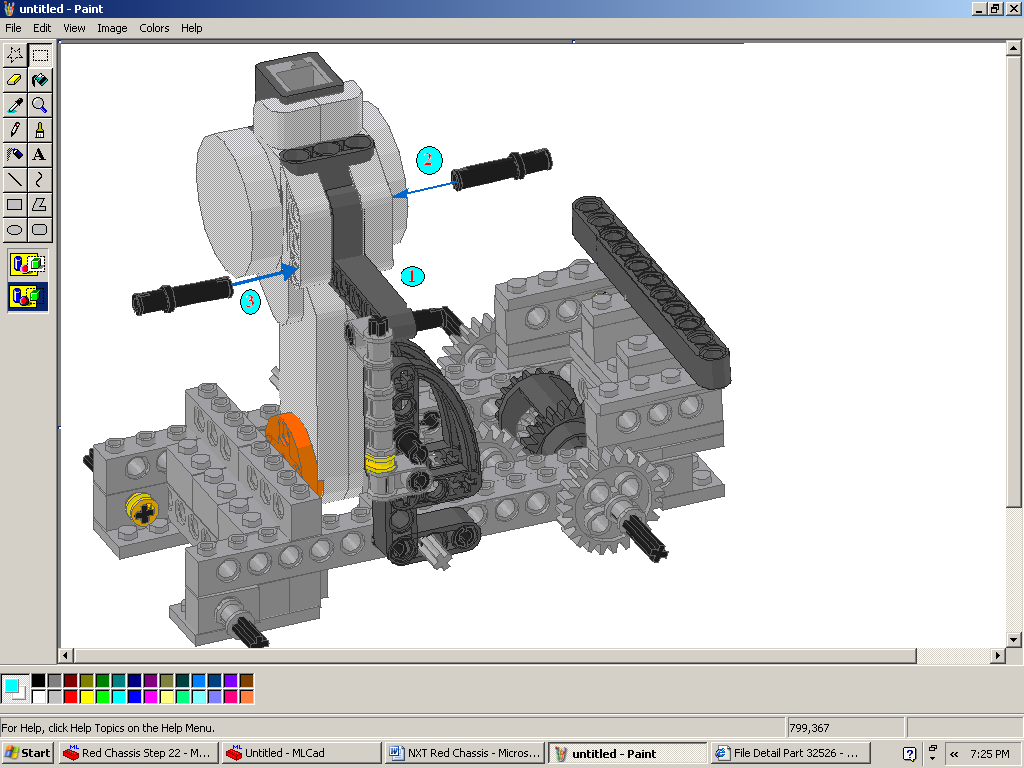 untitled - Paint
File Edit View Image Colors Help
A
2
1
3
For Help, click Help Topics on the Help Menu.
799,367
Start
Red Chassis Step 22 - M...
Untitled - MLCad
NXT Red Chassis - Micros...
untitled - Paint
File Detail Part 32526 - ...
7:25 PM